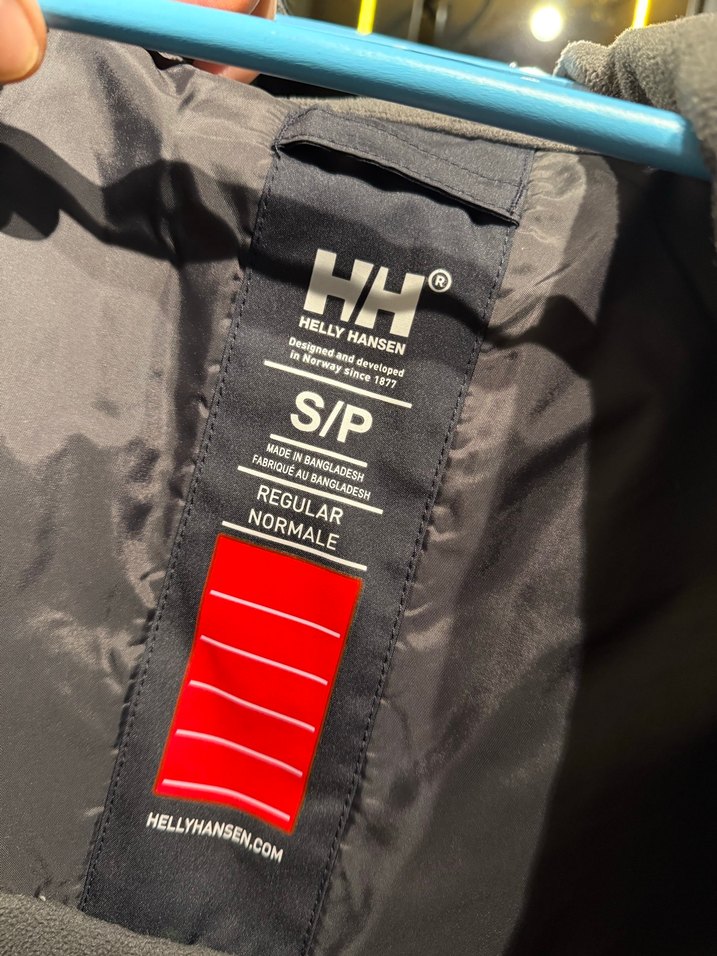 HH®
HELLY HANSEN
Designed and developed
in Norway since 1877
S/P
MADE IN BANGLADESH
FABRIQUÉ AU BANGLADESH
REGULAR
NORMALE
HELLYHANSEN.COM